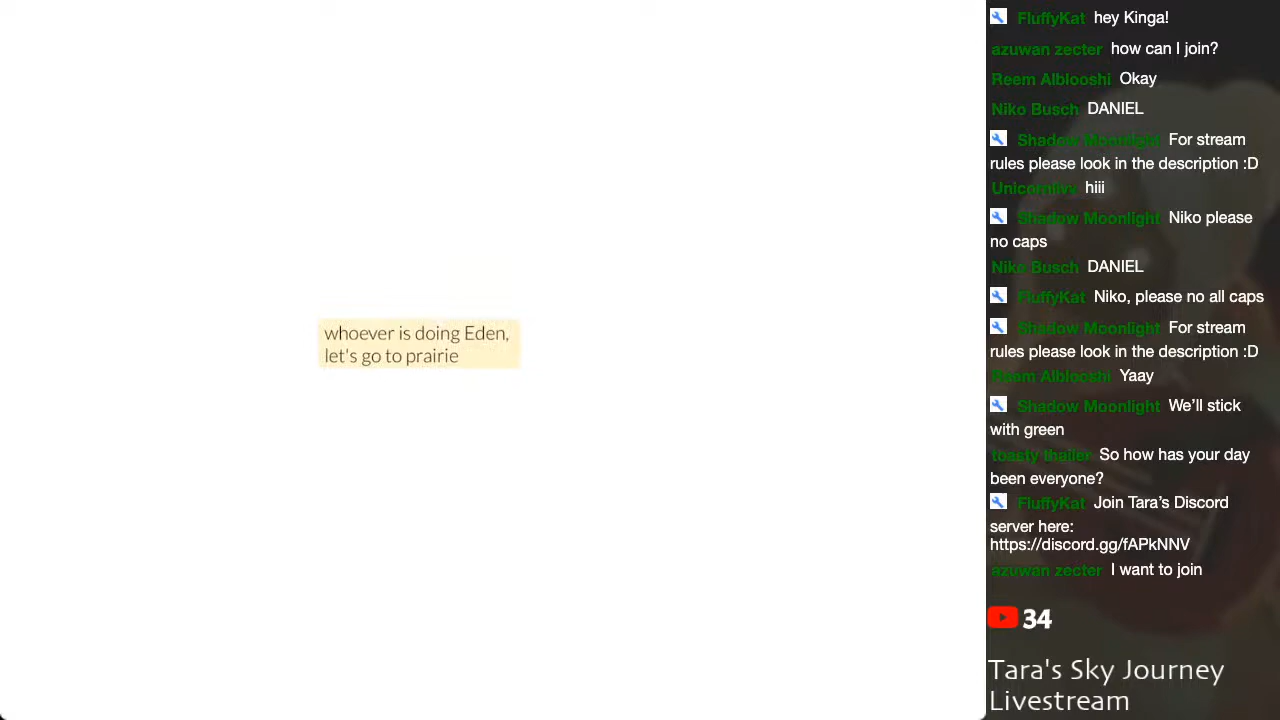 whoever is doing Eden,
let's go to prairie
FluffyKat hey Kinga!
azuwan zecter how can I join?
Reem Alblooshi Okay
Niko Busch DANIEL
Shadow Moonlight For stream
rules please look in the description :D
hiii
Shadow Moonlight Niko please
no caps
Niko Busch DANIEL
FluffyKat Niko, please no all caps
Shadow Moonlight For stream
rules please look in the description :D
Reem Alblooshi Yaay
Shadow Moonlight We’ll stick
with green
toasty thailer So how has your day
been everyone?
FluffyKat Join Tara’s Discord
server here:
https://discord.gg/fAPkNNV
azuwan zecter I want to join
34
Tara's Sky Journey
Livestream